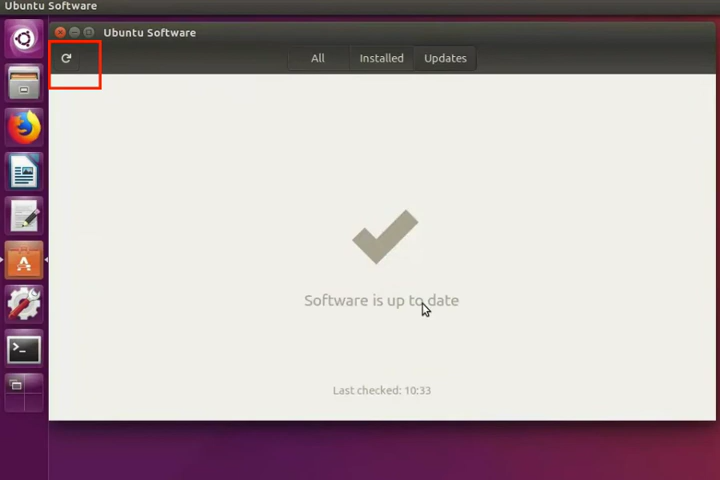 Ubuntu Software
Ubuntu Software
All Installed Updates
Software is up to date
Last checked: 10:33